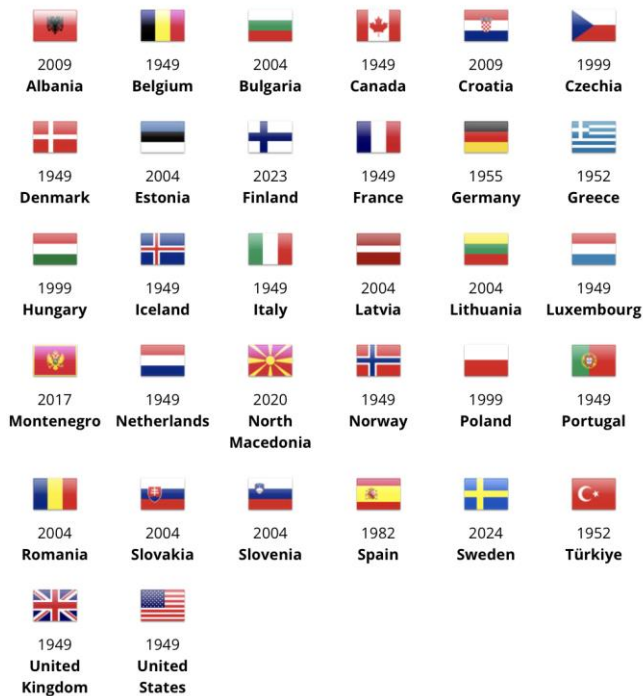 2009 1949 2004 1949 2009 1999
Albania Belgium Bulgaria Canada Croatia Czechia
1949 2004 2023 1949 1955 1952
Denmark Estonia Finland France Germany Greece
1999 1949 1949 2004 2004 1949
Hungary Iceland Italy Latvia Lithuania Luxembourg
2017 1949 2020 1949 1999 1949
Montenegro Netherlands North Norway Poland Portugal
Macedonia
2004 2004 2004 1982 2024 1952
Romania Slovakia Slovenia Spain Sweden Türkiye
1949 1949
United United
Kingdom States